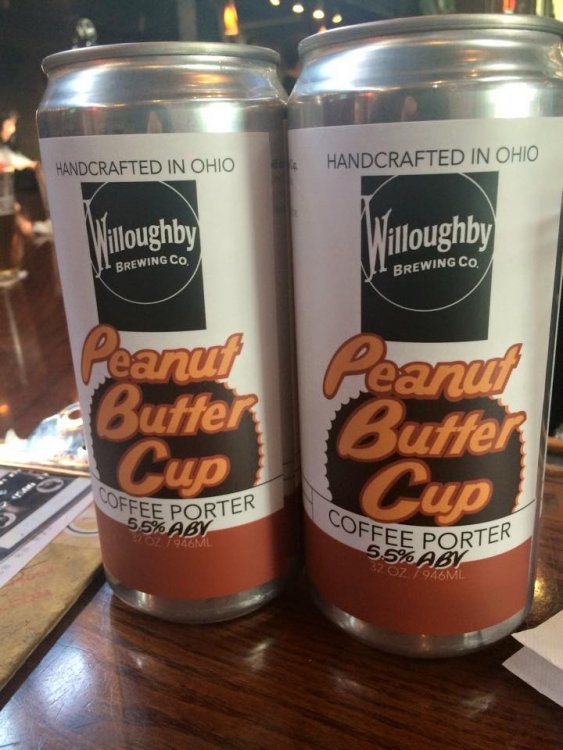 HANDCRAFTED IN OHIO
Willoughby
BREWING CO.
Peanut
Butter
Cup
COFFEE PORTER
5.5% ABV
32 OZ. / 946ML
HANDCRAFTED IN OHIO
Willoughby
BREWING CO.
Peanut
Butter
Cup
COFFEE PORTER
5.5% ABV
32 OZ. / 946ML